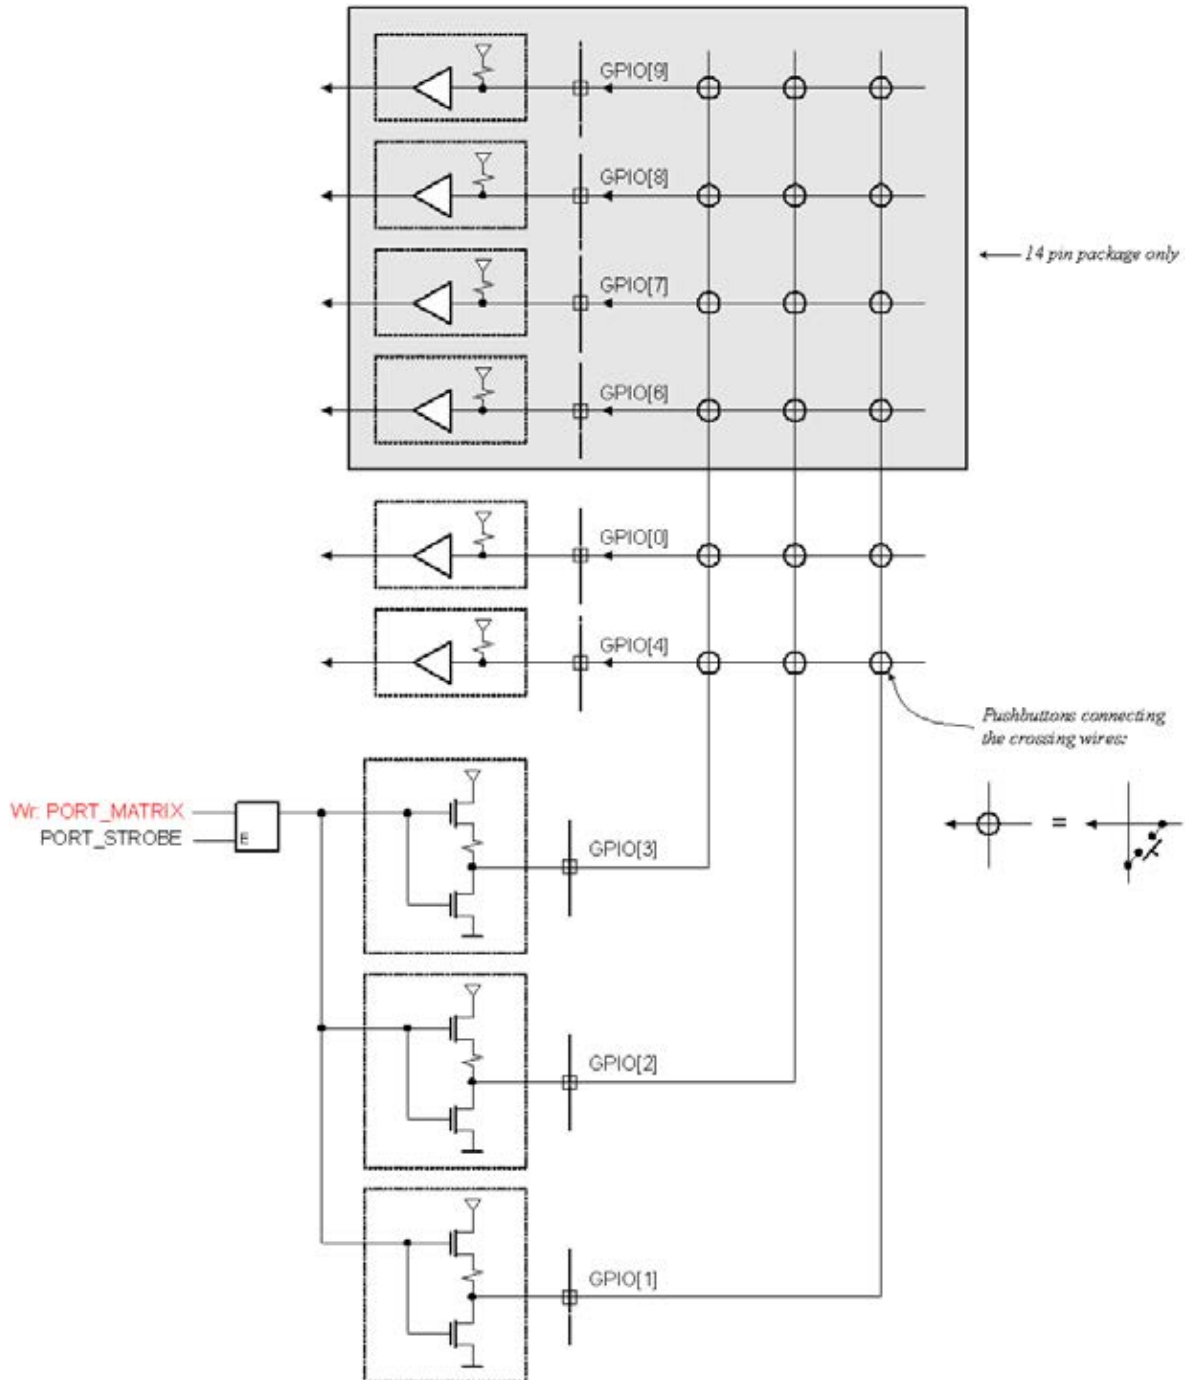 GPIO[9]
GPIO[8]
14 pin package only
GPIO[7]
GPIO[6]
GPIO[0]
GPIO[4]
Pushbuttons connecting
the crossing wires:
Wr: PORT_MATRIX
PORT_STROBE
E
=
GPIO[3]
GPIO[2]
GPIO[1]